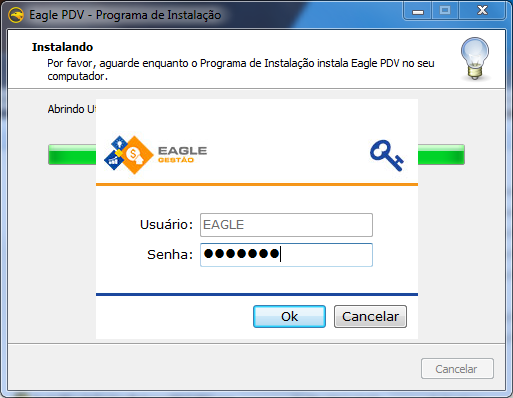 Eagle PDV - Programa de Instalação
Instalando
Por favor, aguarde enquanto o Programa de Instalação instala Eagle PDV no seu
computador.
Abrindo
EAGLE
GESTÃO
Usuário: EAGLE
Senha: ●●●●●●●
Ok Cancelar
Cancelar